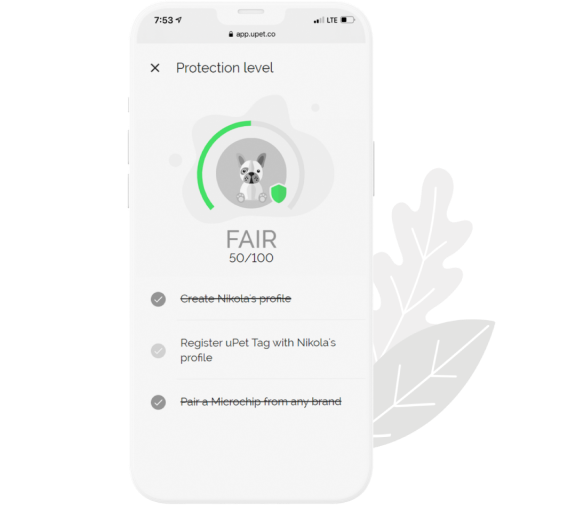 7:53
LTE
app.upet.co
Protection level
FAIR
50/100
Create Nikola's profile
Register uPet Tag with Nikola's
profile
Pair a Microchip from any brand